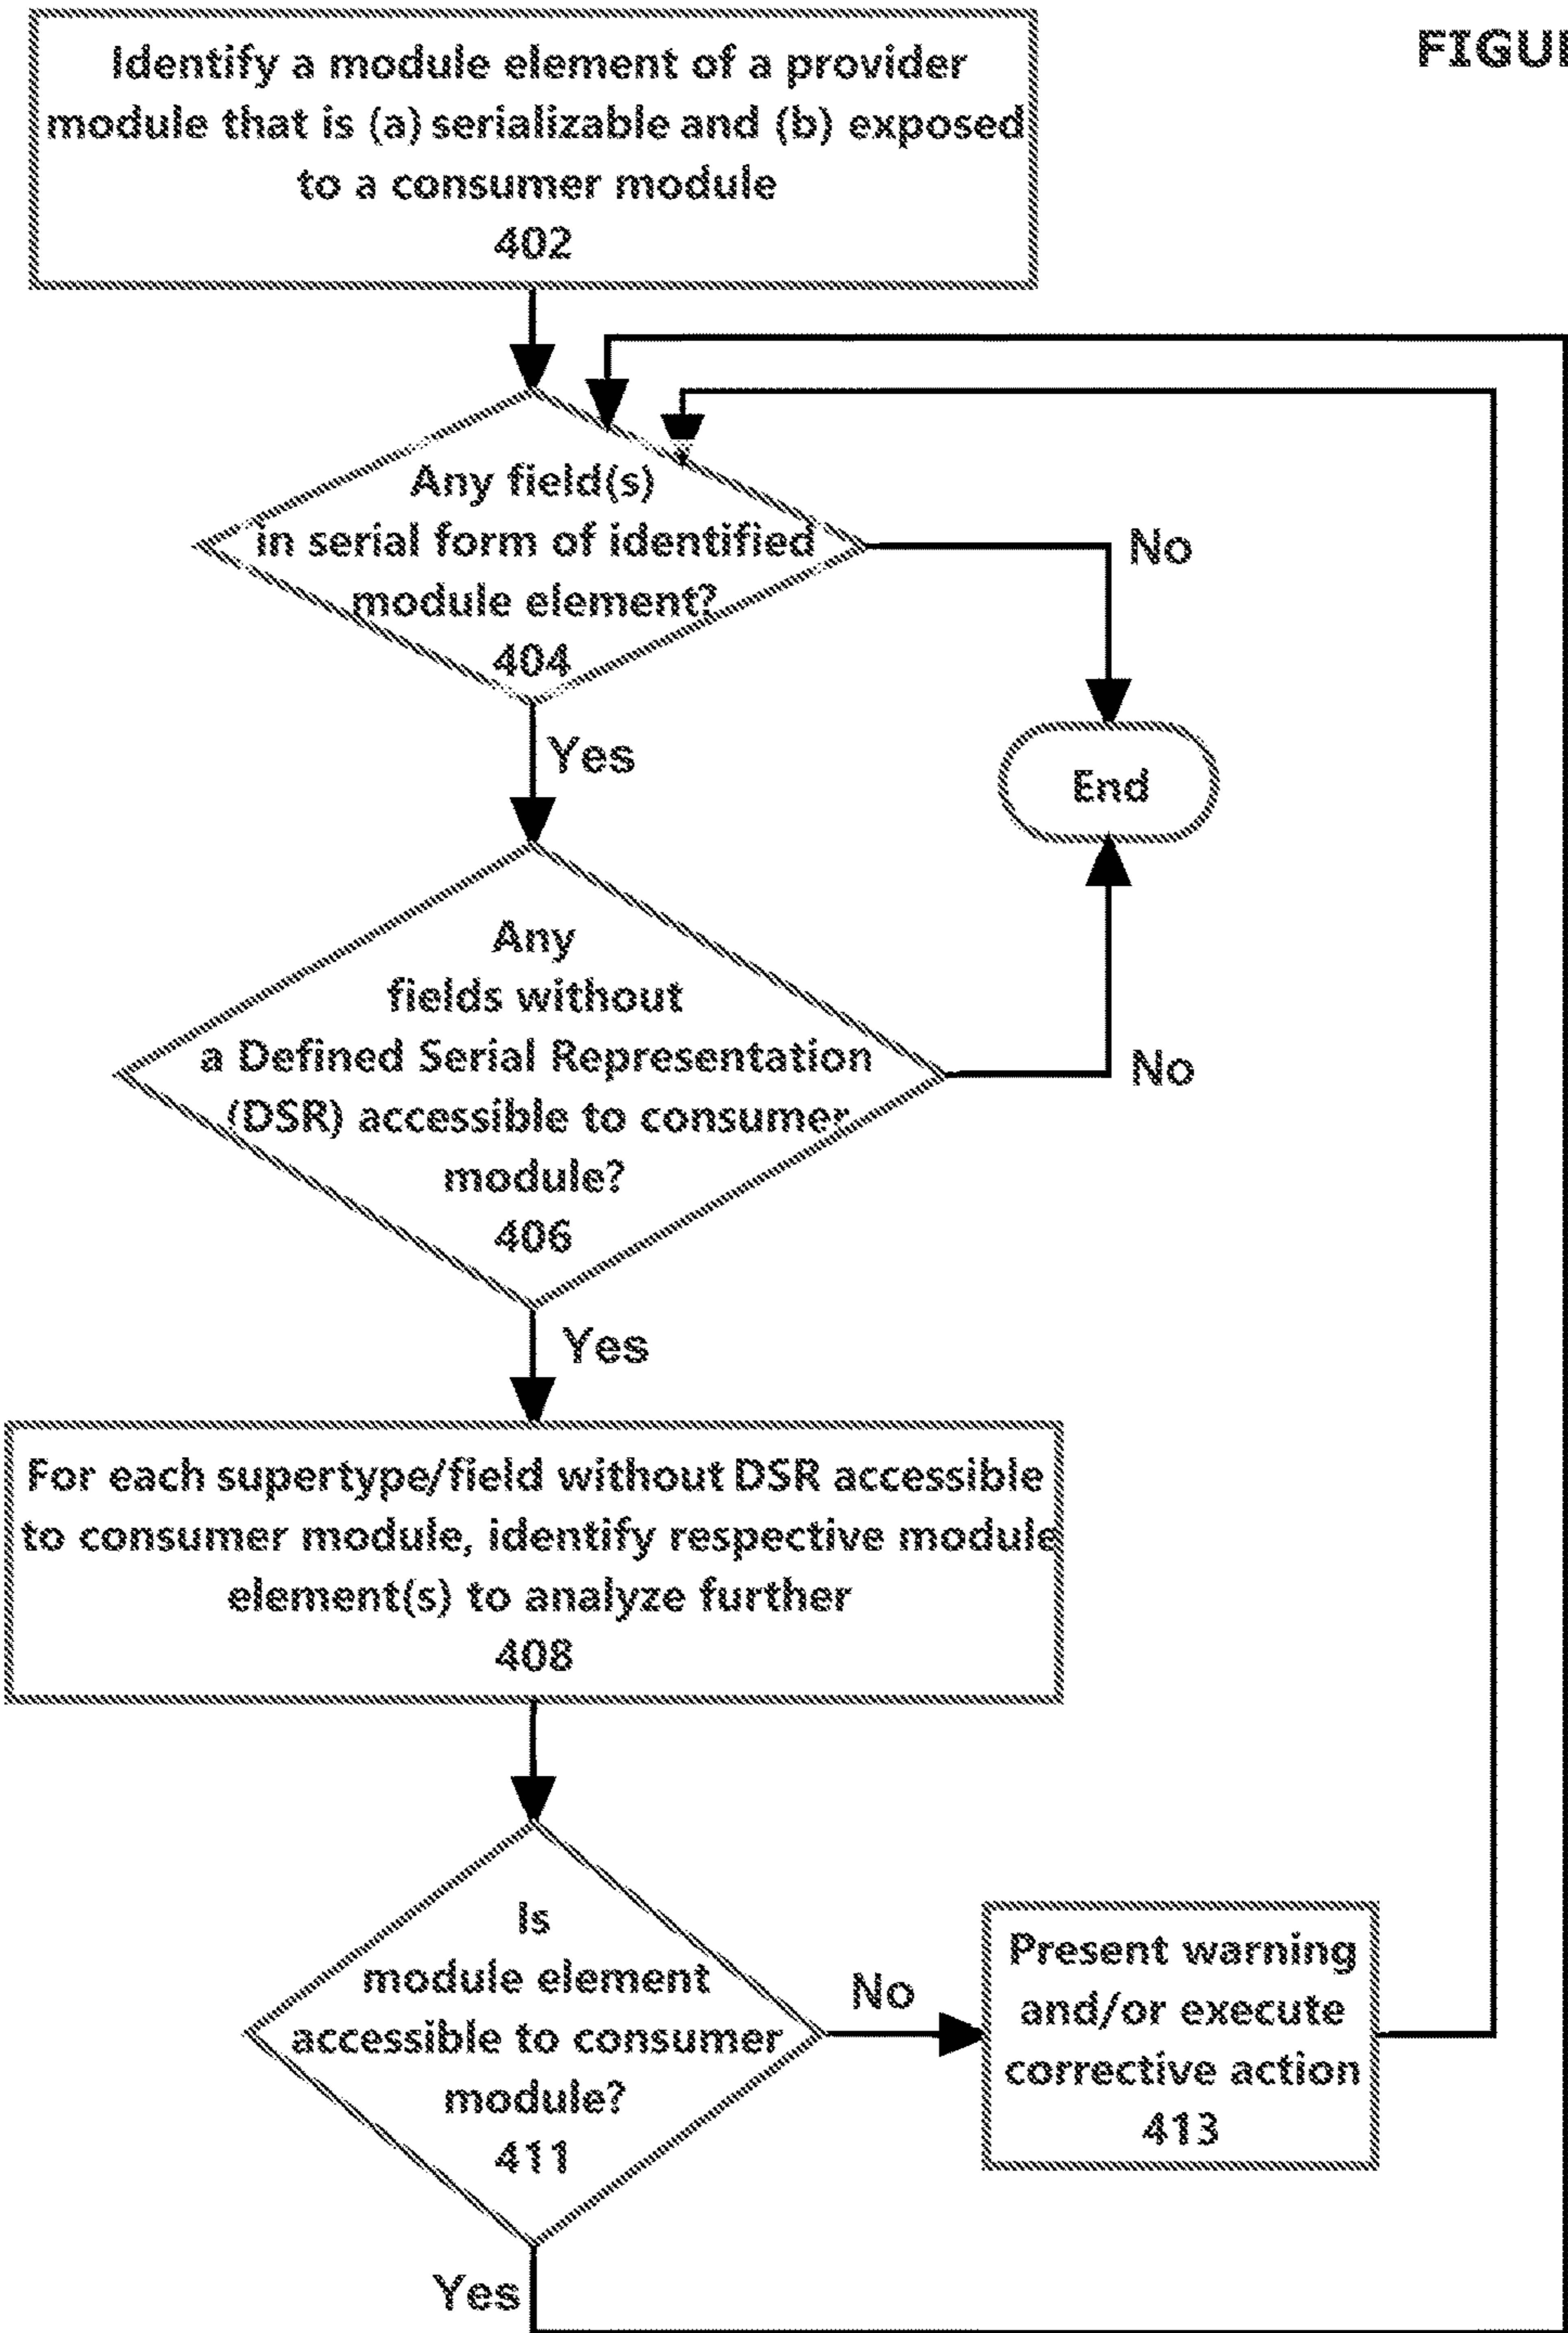 Identify a module element of a provider
module that is (a) serializable and (b) exposed
to a consumer module
402
Any field(s)
in serial form of identified
module element?
404
No
Yes
End
Any
fields without
a Defined Serial Representation
(DSR) accessible to consumer
module?
406
No
Yes
For each supertype/field without DSR accessible
to consumer module, identify respective module
element(s) to analyze further
408
Is
module element
accessible to consumer
module?
411
No
Present warning
and/or execute
corrective action
413
Yes